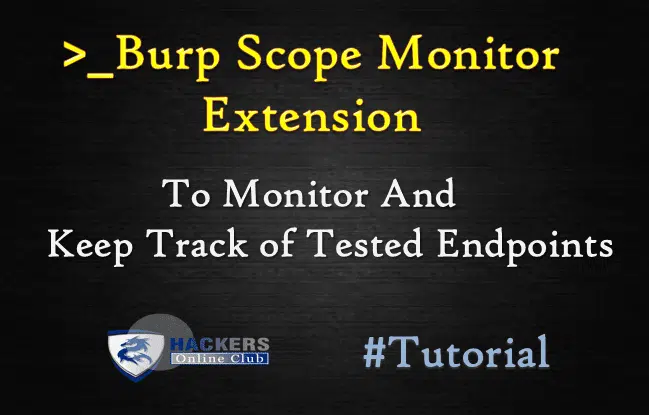 >_Burp Scope Monitor
Extension
To Monitor And
Keep Track of Tested Endpoints
HACKERS
Online Club
#Tutorial